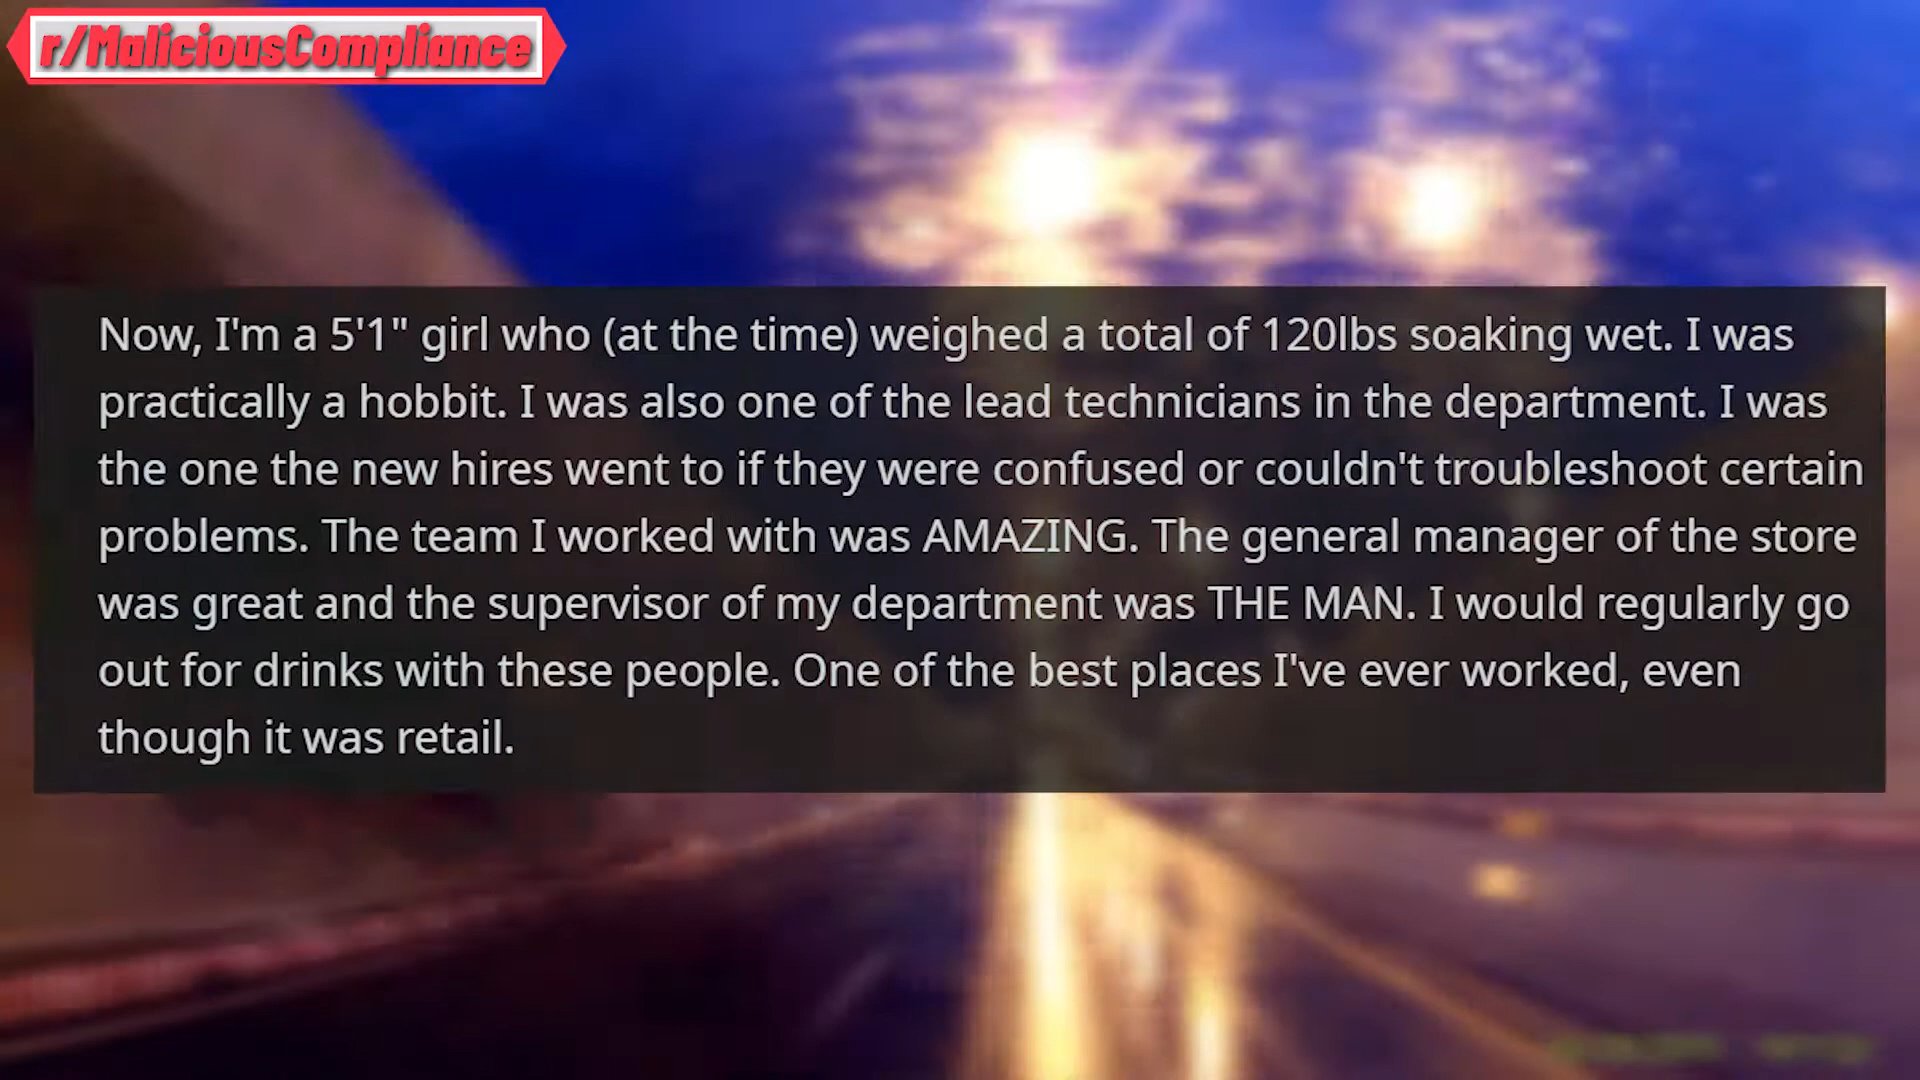 r/MaliciousCompliance
Now, I'm a 5'1" girl who (at the time) weighed a total of 120lbs soaking wet. I was
practically a hobbit. I was also one of the lead technicians in the department. I was
the one the new hires went to if they were confused or couldn't troubleshoot certain
problems. The team I worked with was AMAZING. The general manager of the store
was great and the supervisor of my department was THE MAN. I would regularly go
out for drinks with these people. One of the best places I've ever worked, even
though it was retail.